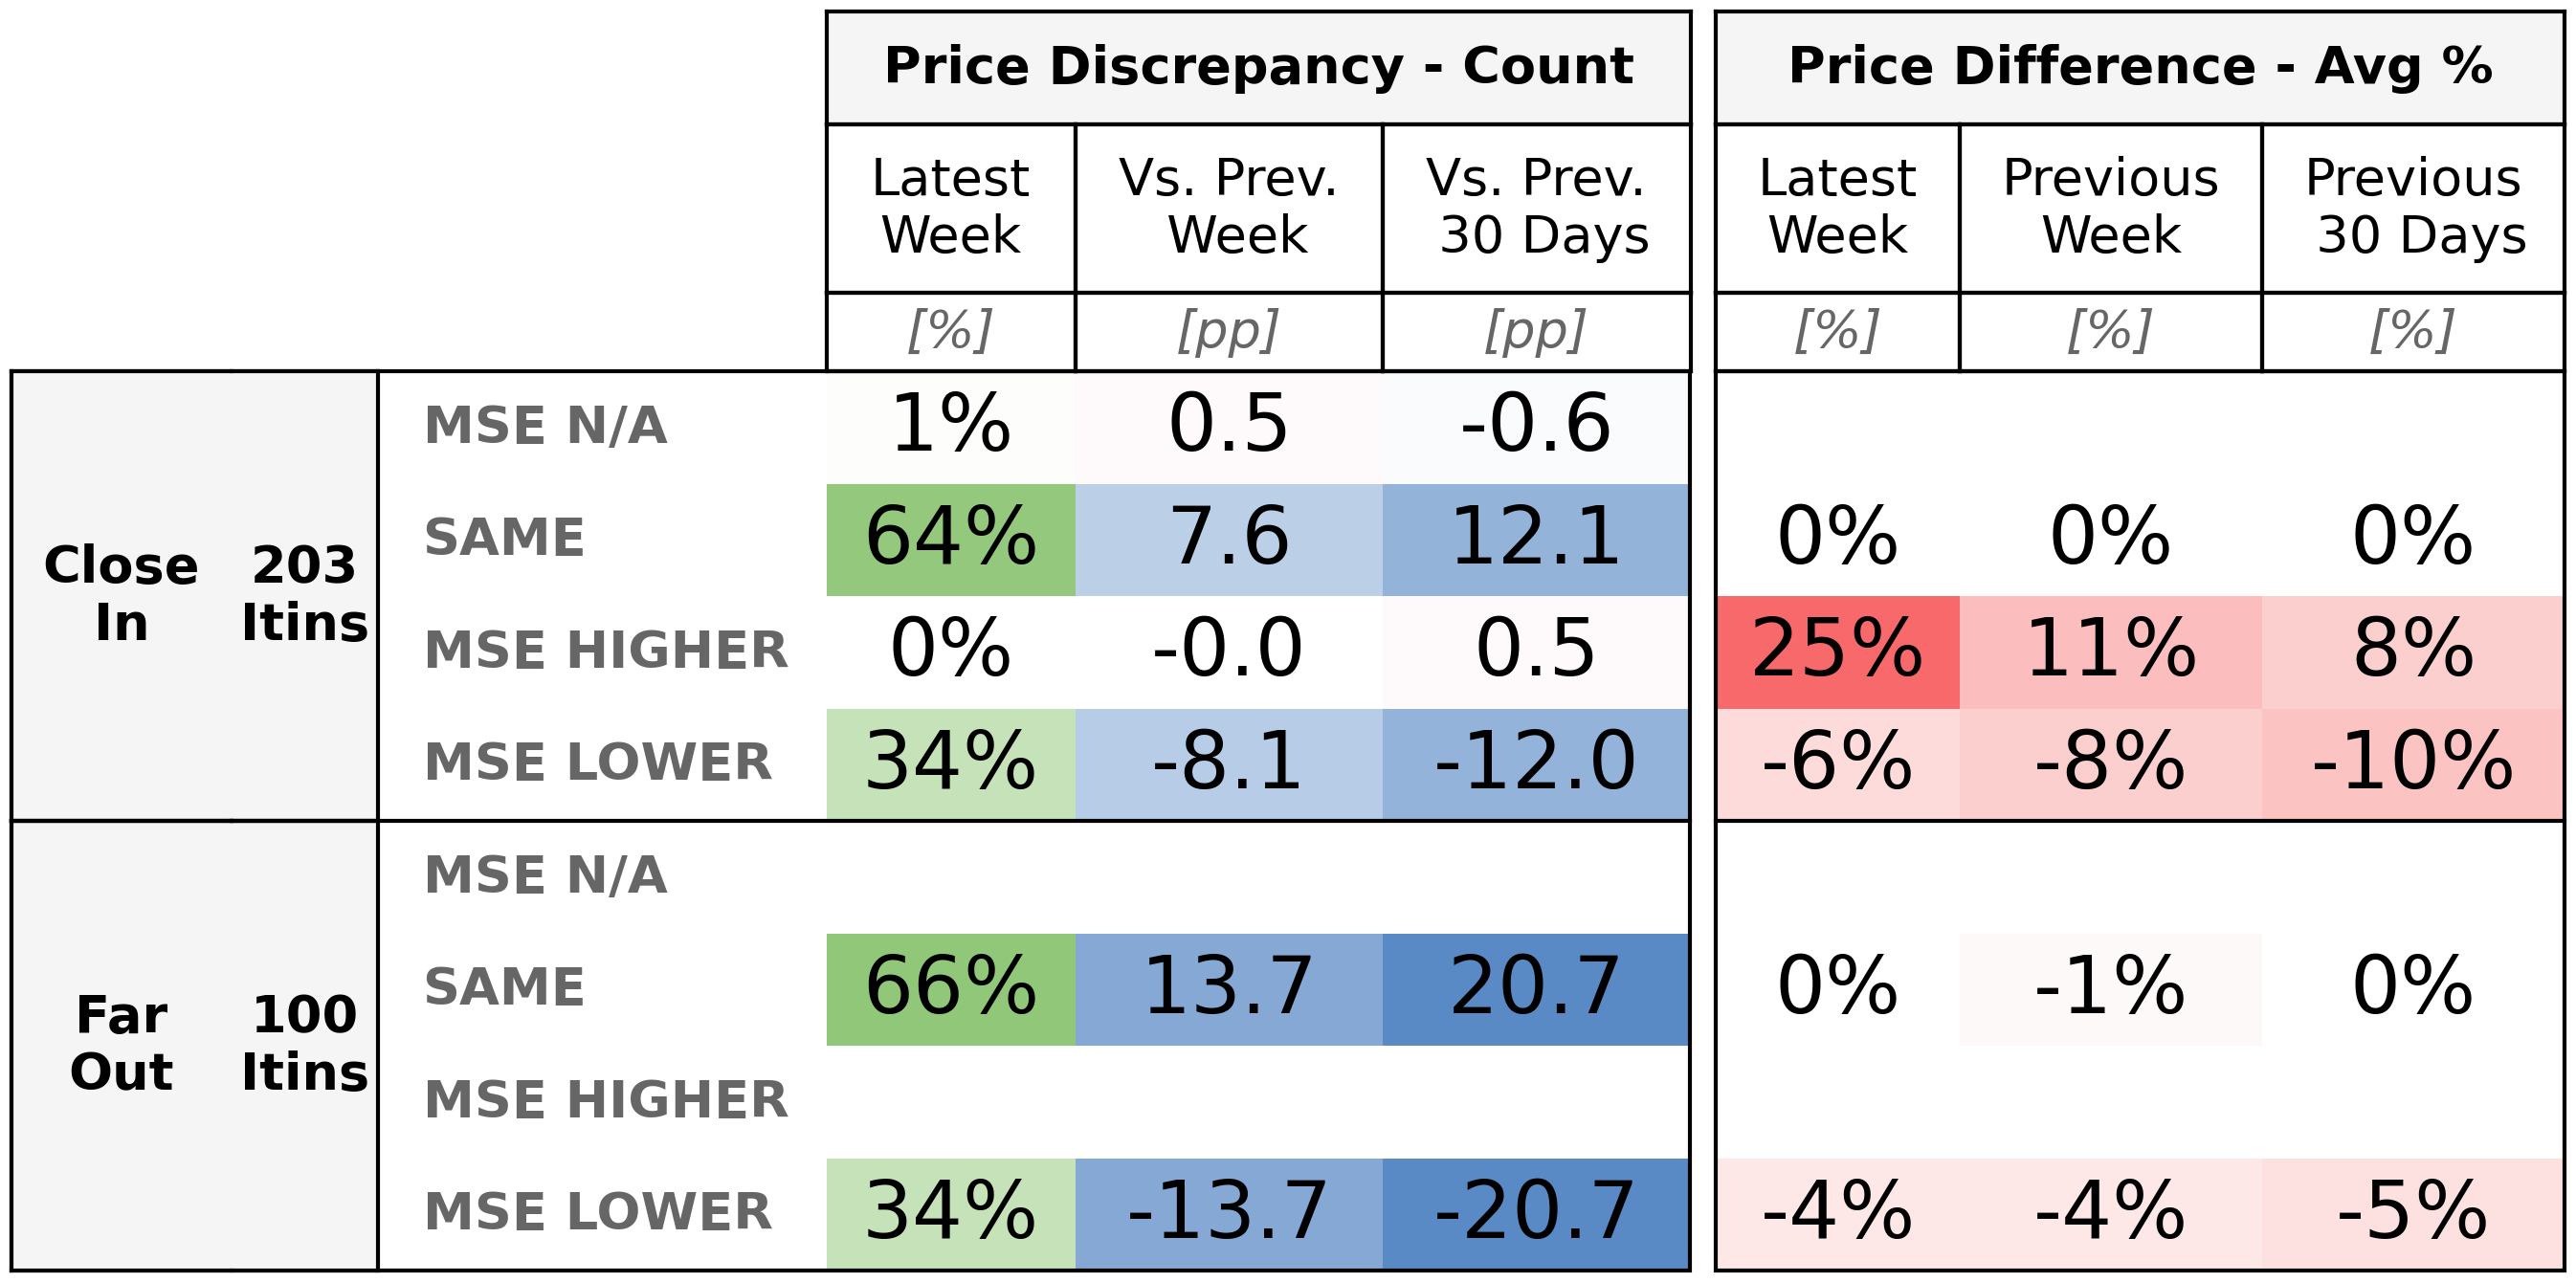 Price Discrepancy - Count Price Difference - Avg %
Latest Week Vs. Prev. Week Vs. Prev. 30 Days Latest Week Previous Week Previous 30 Days
[%] [pp] [pp] [%] [%] [%]
Close In 203 Itins
MSE N/A 1% 0.5 -0.6
SAME 64% 7.6 12.1 0% 0% 0%
MSE HIGHER 0% -0.0 0.5 25% 11% 8%
MSE LOWER 34% -8.1 -12.0 -6% -8% -10%
Far Out 100 Itins
MSE N/A
SAME 66% 13.7 20.7 0% -1% 0%
MSE HIGHER
MSE LOWER 34% -13.7 -20.7 -4% -4% -5%